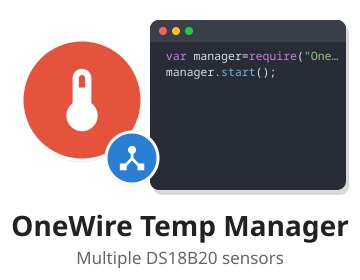 var manager=require("One…
manager.start();
OneWire Temp Manager
Multiple DS18B20 sensors